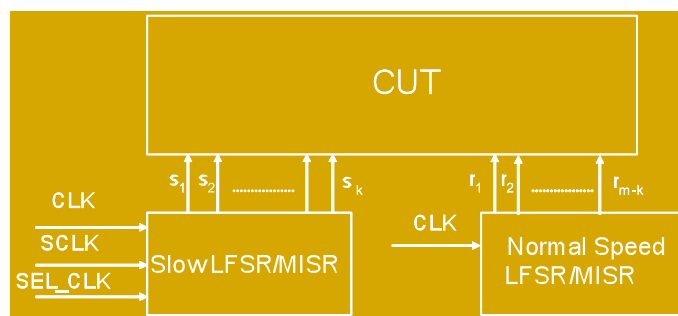 CUT
s1 s2 ................ sk
r1 r2 ................ rm-k
CLK
SCLK
SEL_CLK
Slow LFSR/MISR
CLK
Normal Speed
LFSR/MISR